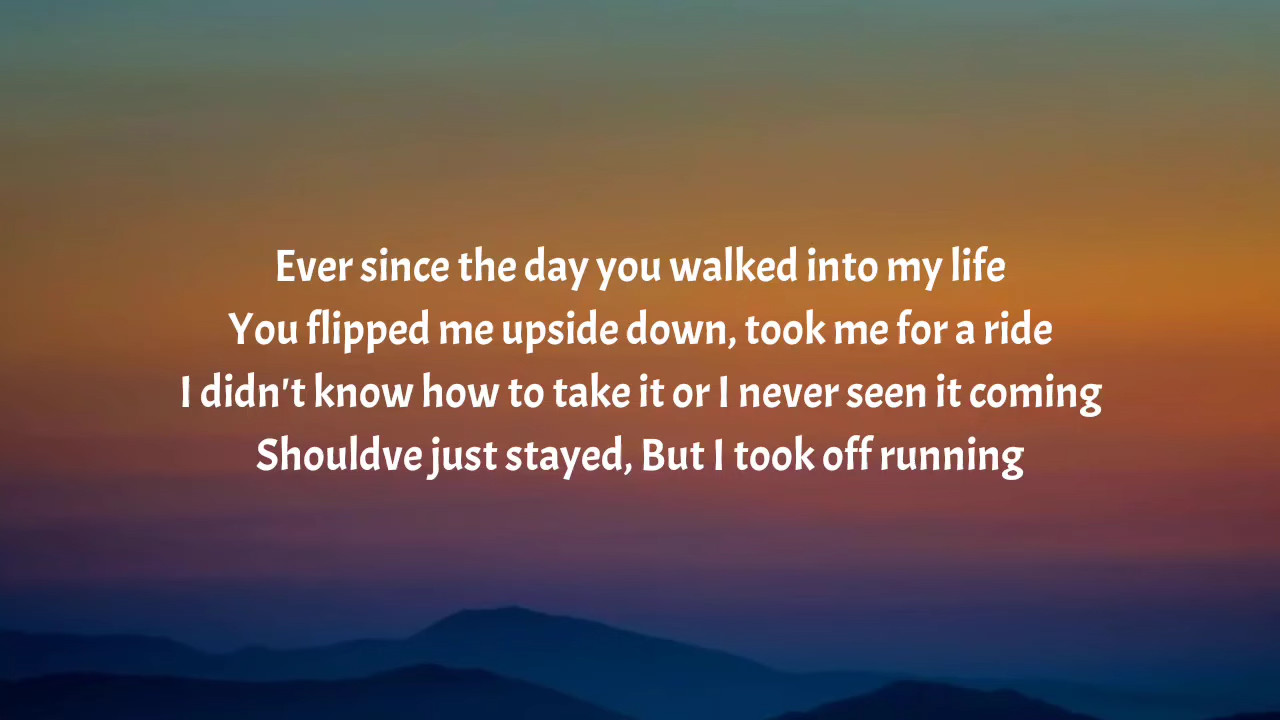 Ever since the day you walked into my life
You flipped me upside down, took me for a ride
I didn't know how to take it or I never seen it coming
Shouldve just stayed, But I took off running